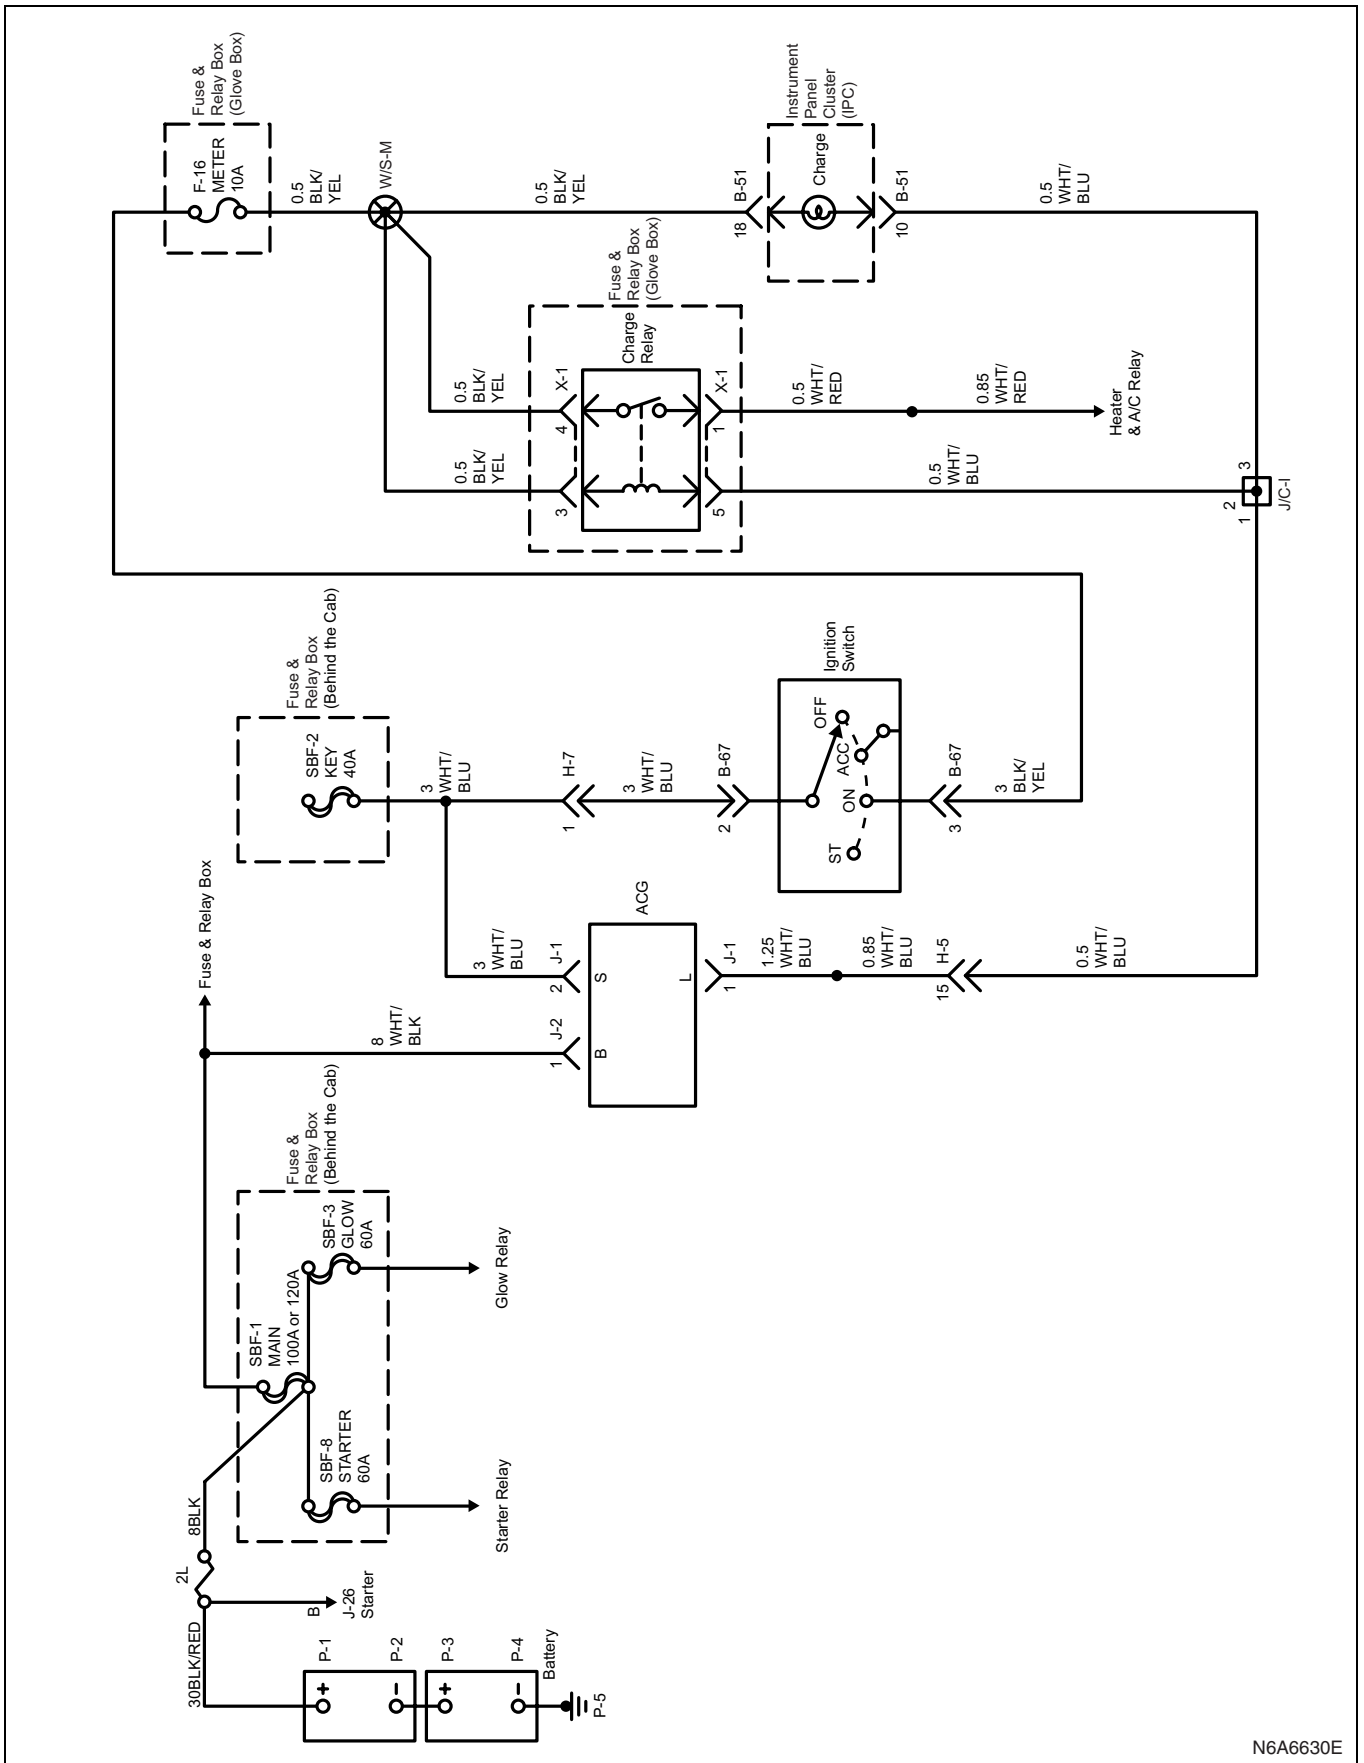 30BLK/RED
2L
8BLK
B
J-26
Starter
P-1
P-2
P-3
P-4
+
−
+
−
Battery
P-5
Fuse &
Relay Box
(Behind the Cab)
SBF-1
MAIN
100A or 120A
SBF-3
GLOW
60A
SBF-8
STARTER
60A
Starter Relay
Glow Relay
Fuse & Relay Box
8
WHT/
BLK
1
J-2
B
3
WHT/
BLU
2
J-1
S
ACG
L
1
J-1
1.25
WHT/
BLU
0.85
WHT/
BLU
15
H-5
0.5
WHT/
BLU
Fuse &
Relay Box
(Behind the Cab)
SBF-2
KEY
40A
3
WHT/
BLU
1
H-7
3
WHT/
BLU
2
B-67
Ignition
Switch
OFF
ACC
ON
ST
3
B-67
3
BLK/
YEL
Fuse &
Relay Box
(Glove Box)
F-16
METER
10A
0.5
BLK/
YEL
W/S-M
0.5
BLK/
YEL
0.5
BLK/
YEL
0.5
BLK/
YEL
Fuse &
Relay Box
(Glove Box)
Charge
Relay
3
4
X-1
5
1
X-1
0.5
WHT/
RED
0.85
WHT/
RED
Heater
& A/C Relay
0.5
WHT/
BLU
Instrument
Panel
Cluster
(IPC)
18
B-51
Charge
10
B-51
0.5
WHT/
BLU
1
2
3
J/C-I
N6A6630E